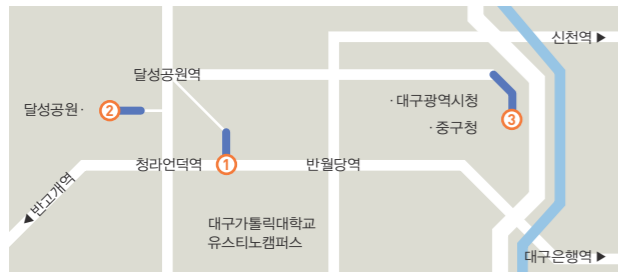 신천역 ▶
달성공원역
· 대구광역시청
달성공원 ·
2
3
· 중구청
청라언덕역
1
반월당역
◀ 반고개역
대구가톨릭대학교
유스티노캠퍼스
대구은행역 ▶